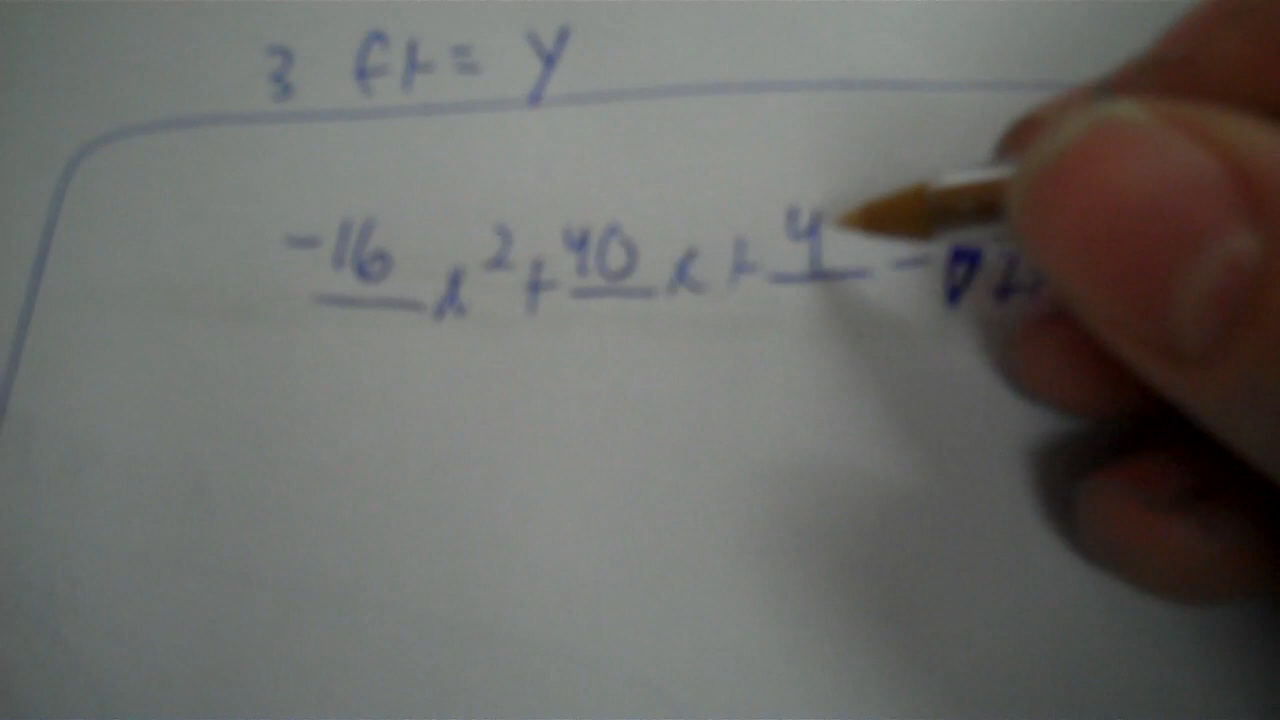 3 ft = y
-16 x² + 40 x + 4 -